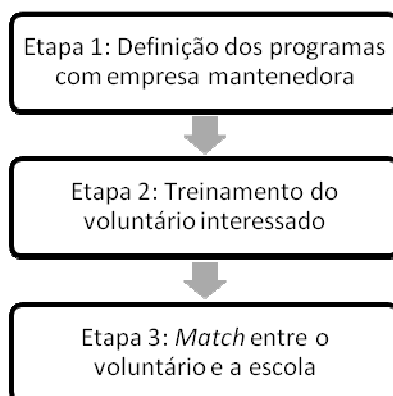 Etapa 1: Definição dos programas
com empresa mantenedora
Etapa 2: Treinamento do
voluntário interessado
Etapa 3: Match entre o
voluntário e a escola